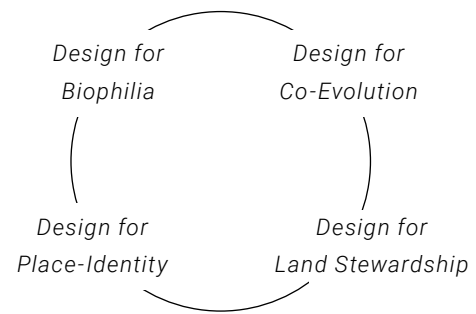 Design for
Biophilia
Design for
Co-Evolution
Design for
Place-Identity
Design for
Land Stewardship